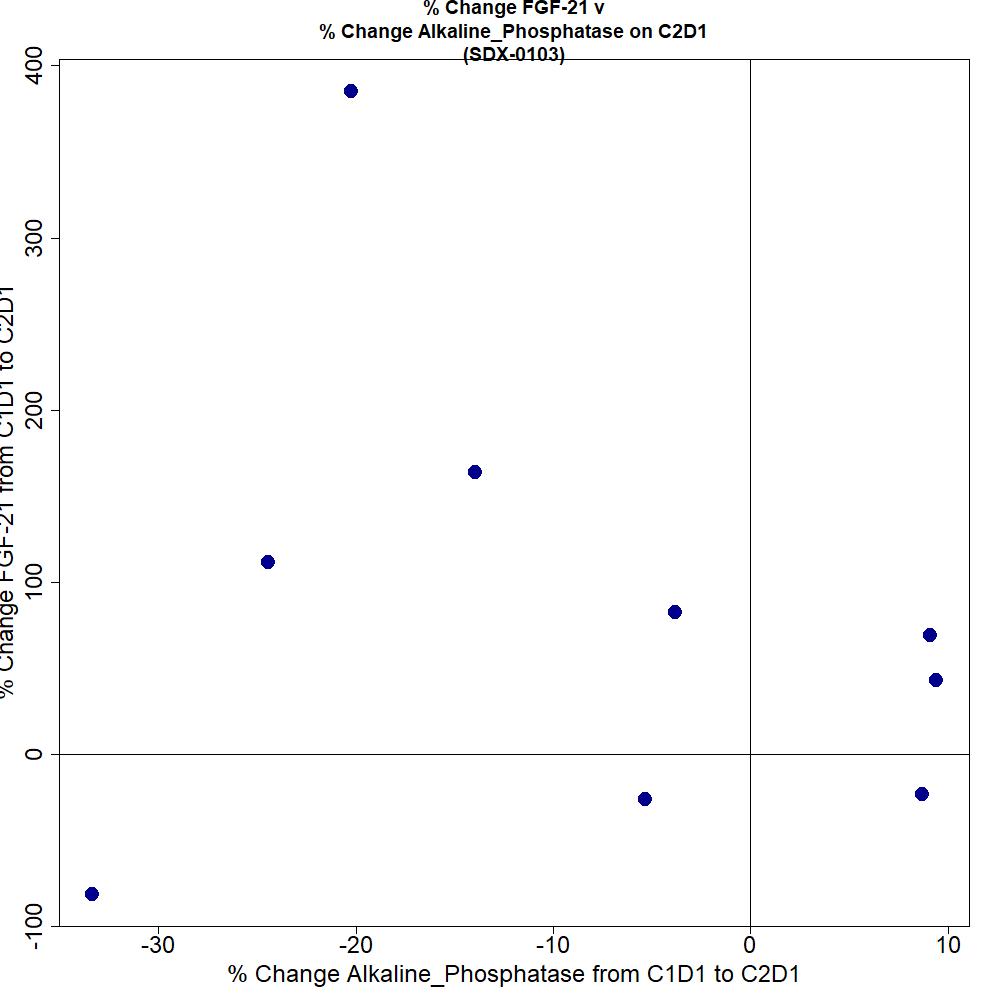 % Change FGF-21 v
% Change Alkaline_Phosphatase on C2D1
(SDX-0103)
% Change FGF-21 from C1D1 to C2D1
400
300
200
100
0
-100
-30
-20
-10
0
10
% Change Alkaline_Phosphatase from C1D1 to C2D1